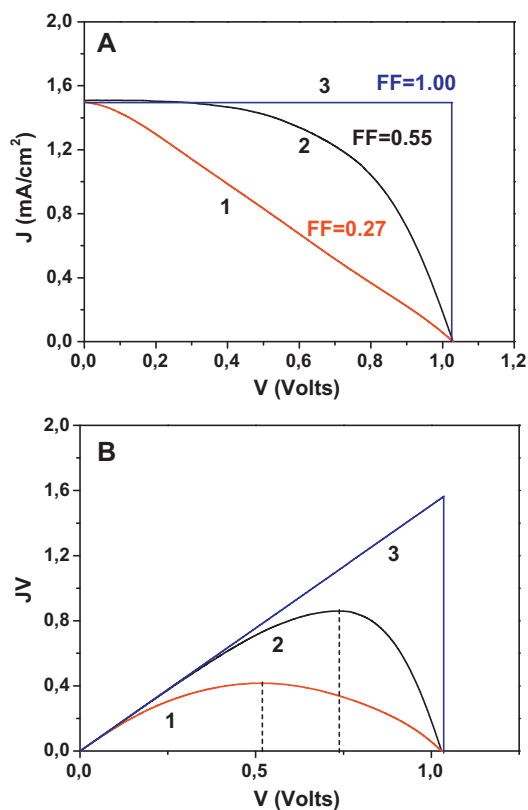 A
2,0
1,6
1,2
0,8
0,4
0,0
J (mA/cm²)
3
FF=1.00
2
FF=0.55
1
FF=0.27
0,0 0,2 0,4 0,6 0,8 1,0 1,2
V (Volts)
B
2,0
1,6
1,2
0,8
0,4
0,0
JV
3
2
1
0,0 0,5 1,0
V (Volts)